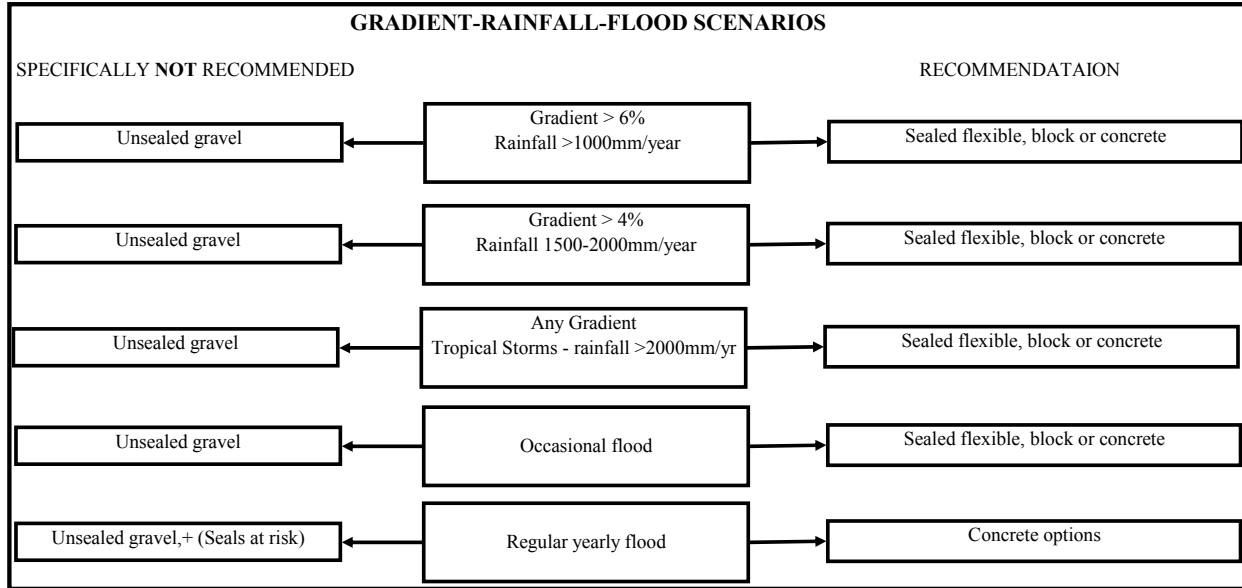 GRADIENT-RAINFALL-FLOOD SCENARIOS
SPECIFICALLY NOT RECOMMENDED
RECOMMENDATAION
Unsealed gravel
Gradient > 6%
Rainfall >1000mm/year
Sealed flexible, block or concrete
Unsealed gravel
Gradient > 4%
Rainfall 1500-2000mm/year
Sealed flexible, block or concrete
Unsealed gravel
Any Gradient
Tropical Storms - rainfall >2000mm/yr
Sealed flexible, block or concrete
Unsealed gravel
Occasional flood
Sealed flexible, block or concrete
Unsealed gravel,+ (Seals at risk)
Regular yearly flood
Concrete options